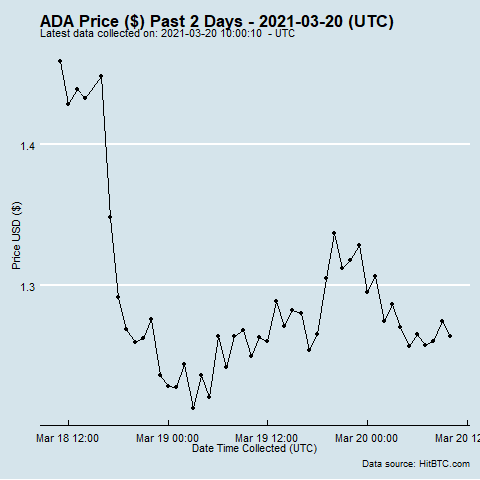 ADA Price ($) Past 2 Days - 2021-03-20 (UTC)
Latest data collected on: 2021-03-20 10:00:10 - UTC
1.4
1.3
Price USD ($)
Mar 18 12:00 Mar 19 00:00 Mar 19 12:00 Mar 20 00:00 Mar 20 12
Date Time Collected (UTC)
Data source: HitBTC.com